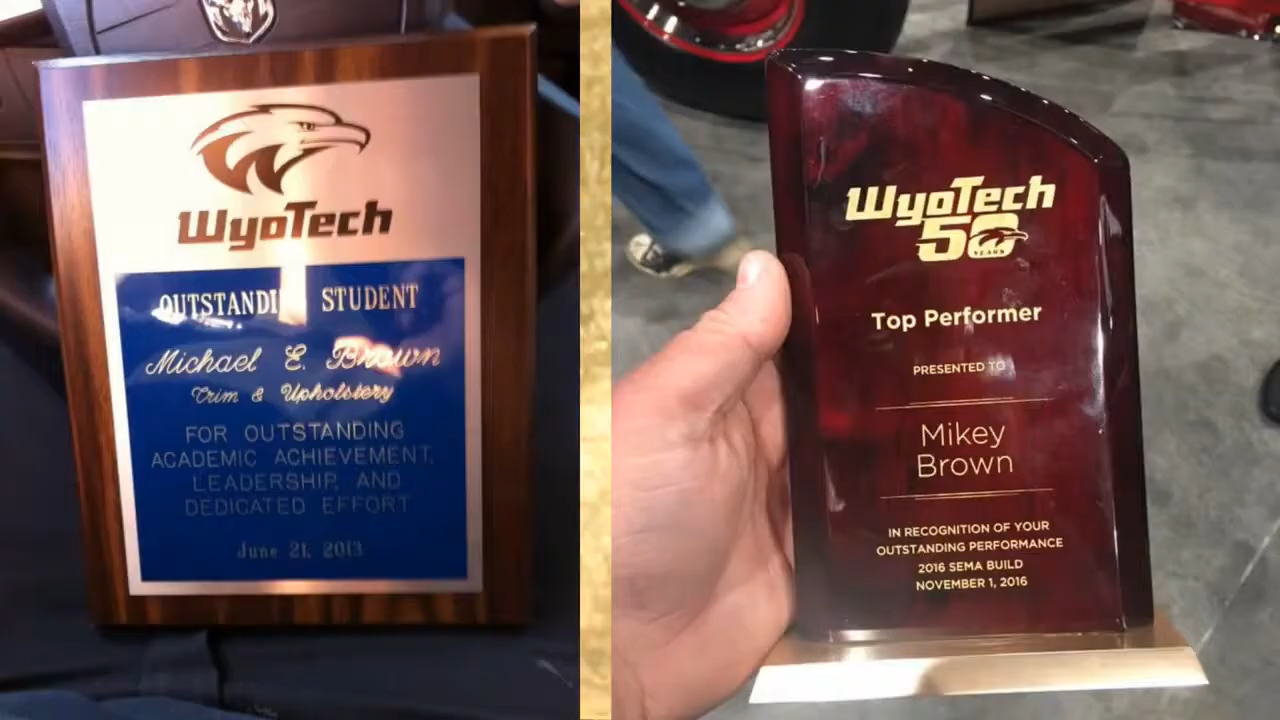 WyoTech
OUTSTANDING STUDENT
Michael E. Brown
Trim & Upholstery
FOR OUTSTANDING
ACADEMIC ACHIEVEMENT,
LEADERSHIP, AND
DEDICATED EFFORT
June 21, 2013
WyoTech
50
YEARS
Top Performer
PRESENTED TO
Mikey
Brown
IN RECOGNITION OF YOUR
OUTSTANDING PERFORMANCE
2016 SEMA BUILD
NOVEMBER 1, 2016